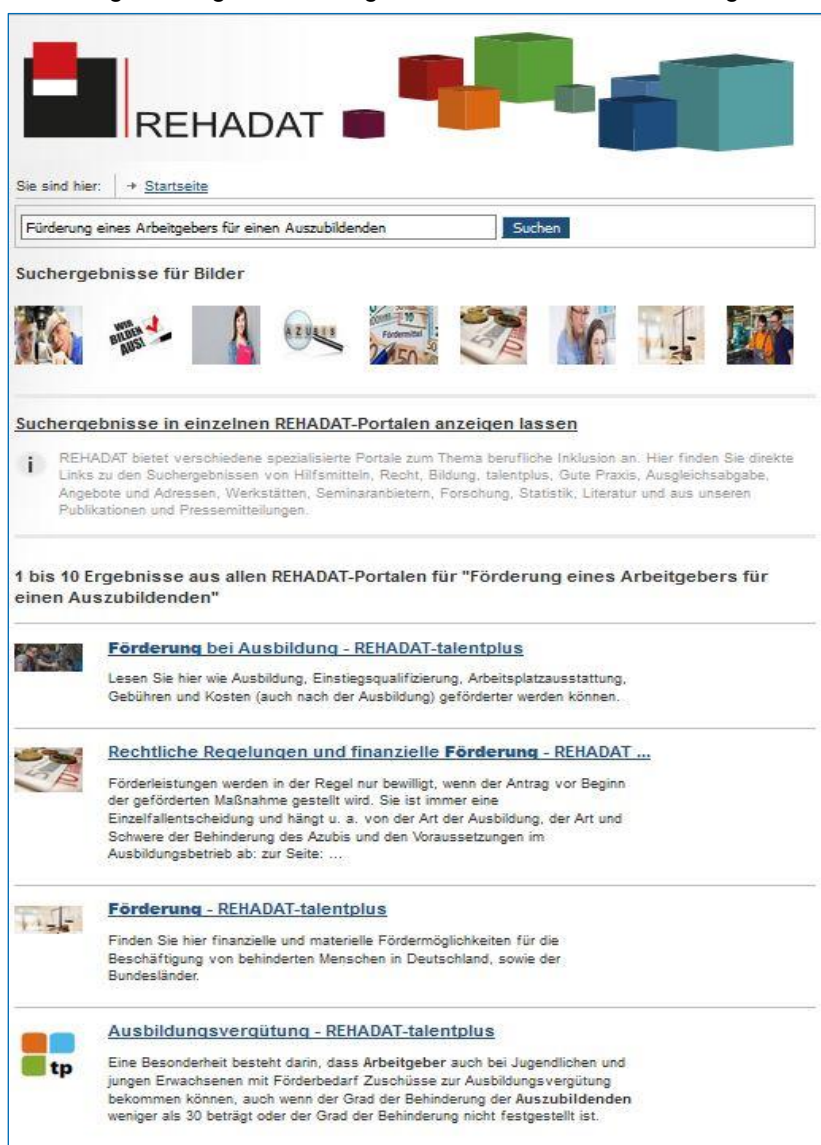 REHADAT
Sie sind hier: → Startseite
Förderung eines Arbeitgebers für einen Auszubildenden Suchen
Suchergebnisse für Bilder
WIR BILDEN AUS!
AZUBIS
Fördermittel
Suchergebnisse in einzelnen REHADAT-Portalen anzeigen lassen
i
REHADAT bietet verschiedene spezialisierte Portale zum Thema berufliche Inklusion an. Hier finden Sie direkte
Links zu den Suchergebnissen von Hilfsmitteln, Recht, Bildung, talentplus, Gute Praxis, Ausgleichsabgabe,
Angebote und Adressen, Werkstätten, Seminaranbietern, Forschung, Statistik, Literatur und aus unseren
Publikationen und Pressemitteilungen.
1 bis 10 Ergebnisse aus allen REHADAT-Portalen für "Förderung eines Arbeitgebers für
einen Auszubildenden"
Förderung bei Ausbildung - REHADAT-talentplus
Lesen Sie hier wie Ausbildung, Einstiegsqualifizierung, Arbeitsplatzausstattung,
Gebühren und Kosten (auch nach der Ausbildung) geförderter werden können.
Rechtliche Regelungen und finanzielle Förderung - REHADAT ...
Förderleistungen werden in der Regel nur bewilligt, wenn der Antrag vor Beginn
der geförderten Maßnahme gestellt wird. Sie ist immer eine
Einzelfallentscheidung und hängt u. a. von der Art der Ausbildung, der Art und
Schwere der Behinderung des Azubis und den Voraussetzungen im
Ausbildungsbetrieb ab: zur Seite: ...
Förderung - REHADAT-talentplus
Finden Sie hier finanzielle und materielle Fördermöglichkeiten für die
Beschäftigung von behinderten Menschen in Deutschland, sowie der
Bundesländer.
Ausbildungsvergütung - REHADAT-talentplus
tp
Eine Besonderheit besteht darin, dass Arbeitgeber auch bei Jugendlichen und
jungen Erwachsenen mit Förderbedarf Zuschüsse zur Ausbildungsvergütung
bekommen können, auch wenn der Grad der Behinderung der Auszubildenden
weniger als 30 beträgt oder der Grad der Behinderung nicht festgestellt ist.